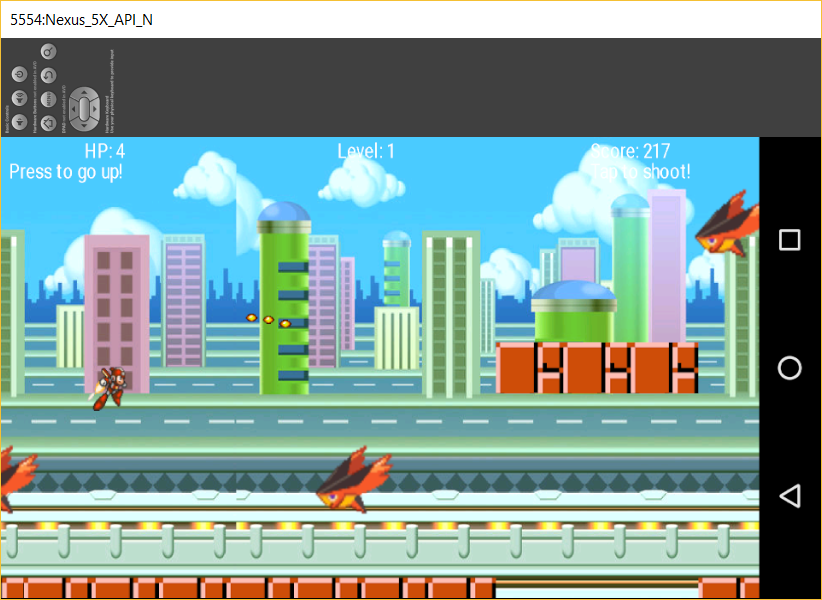 5554:Nexus_5X_API_N
HP: 4
Level: 1
Score: 217
Press to go up!
Tap to shoot!